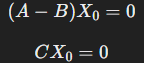 (A − B)X₀ = 0
CX₀ = 0